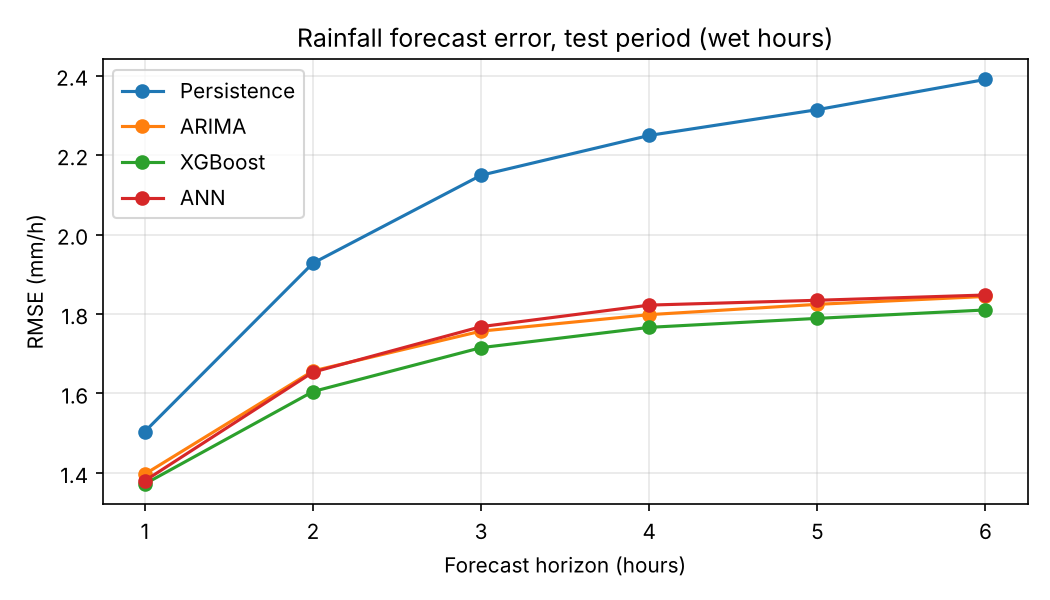 Rainfall forecast error, test period (wet hours)
Persistence
ARIMA
XGBoost
ANN
RMSE (mm/h)
2.4
2.2
2.0
1.8
1.6
1.4
1 2 3 4 5 6
Forecast horizon (hours)